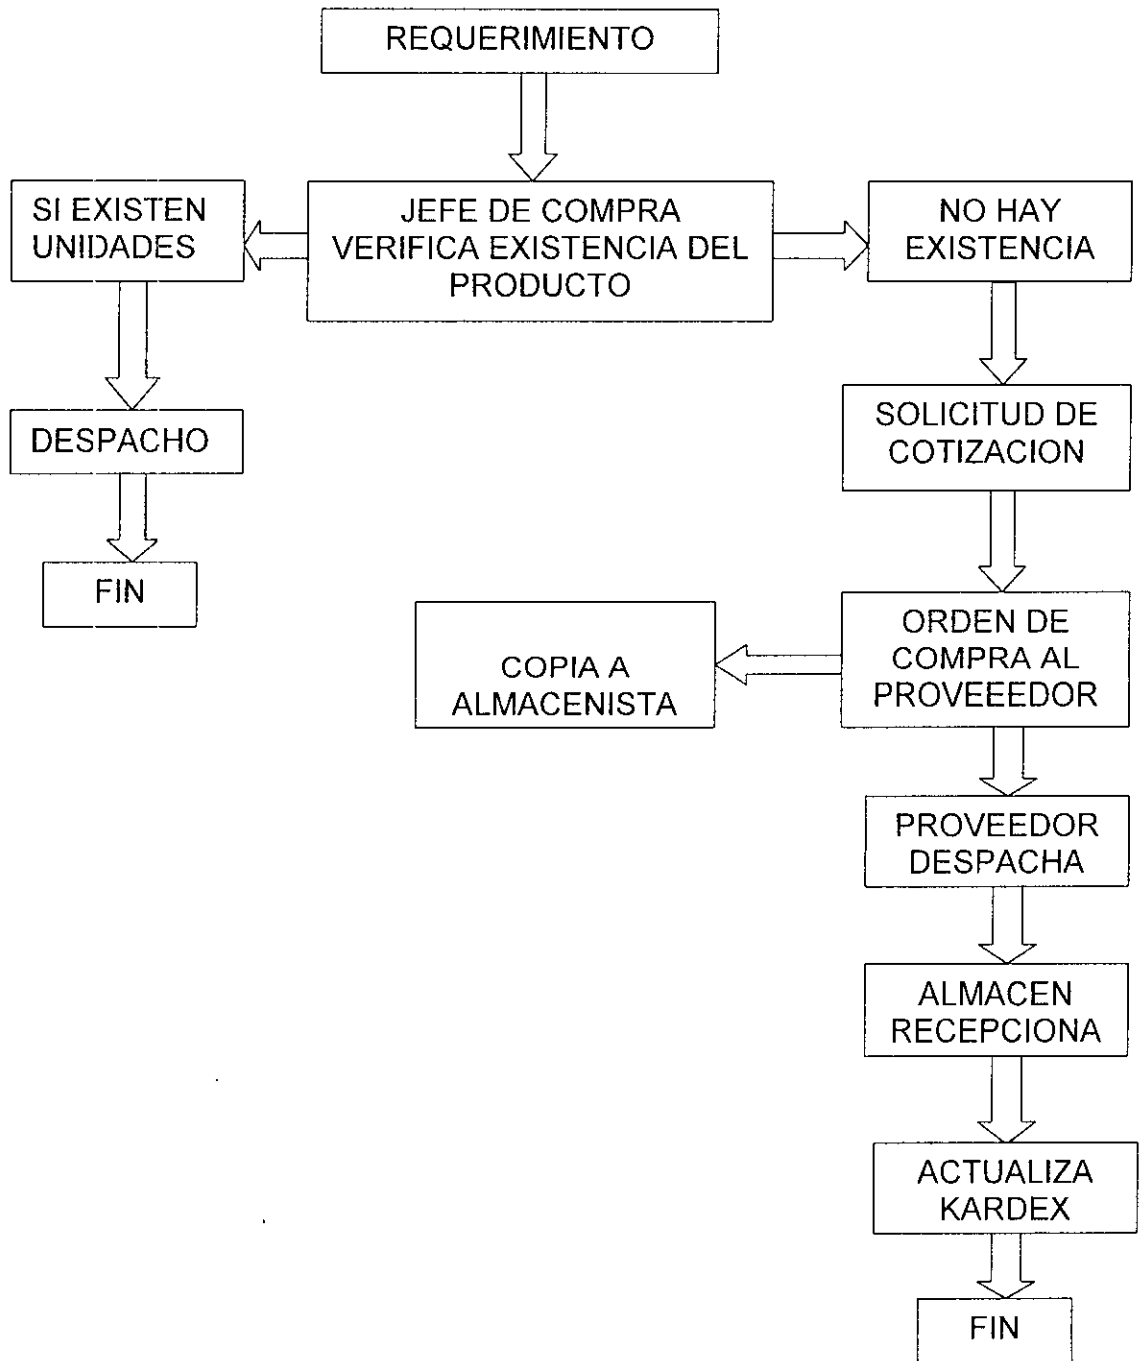 REQUERIMIENTO
SI EXISTEN
UNIDADES
JEFE DE COMPRA
VERIFICA EXISTENCIA DEL
PRODUCTO
NO HAY
EXISTENCIA
DESPACHO
SOLICITUD DE
COTIZACION
FIN
COPIA A
ALMACENISTA
ORDEN DE
COMPRA AL
PROVEEEDOR
PROVEEDOR
DESPACHA
ALMACEN
RECEPCIONA
ACTUALIZA
KARDEX
FIN